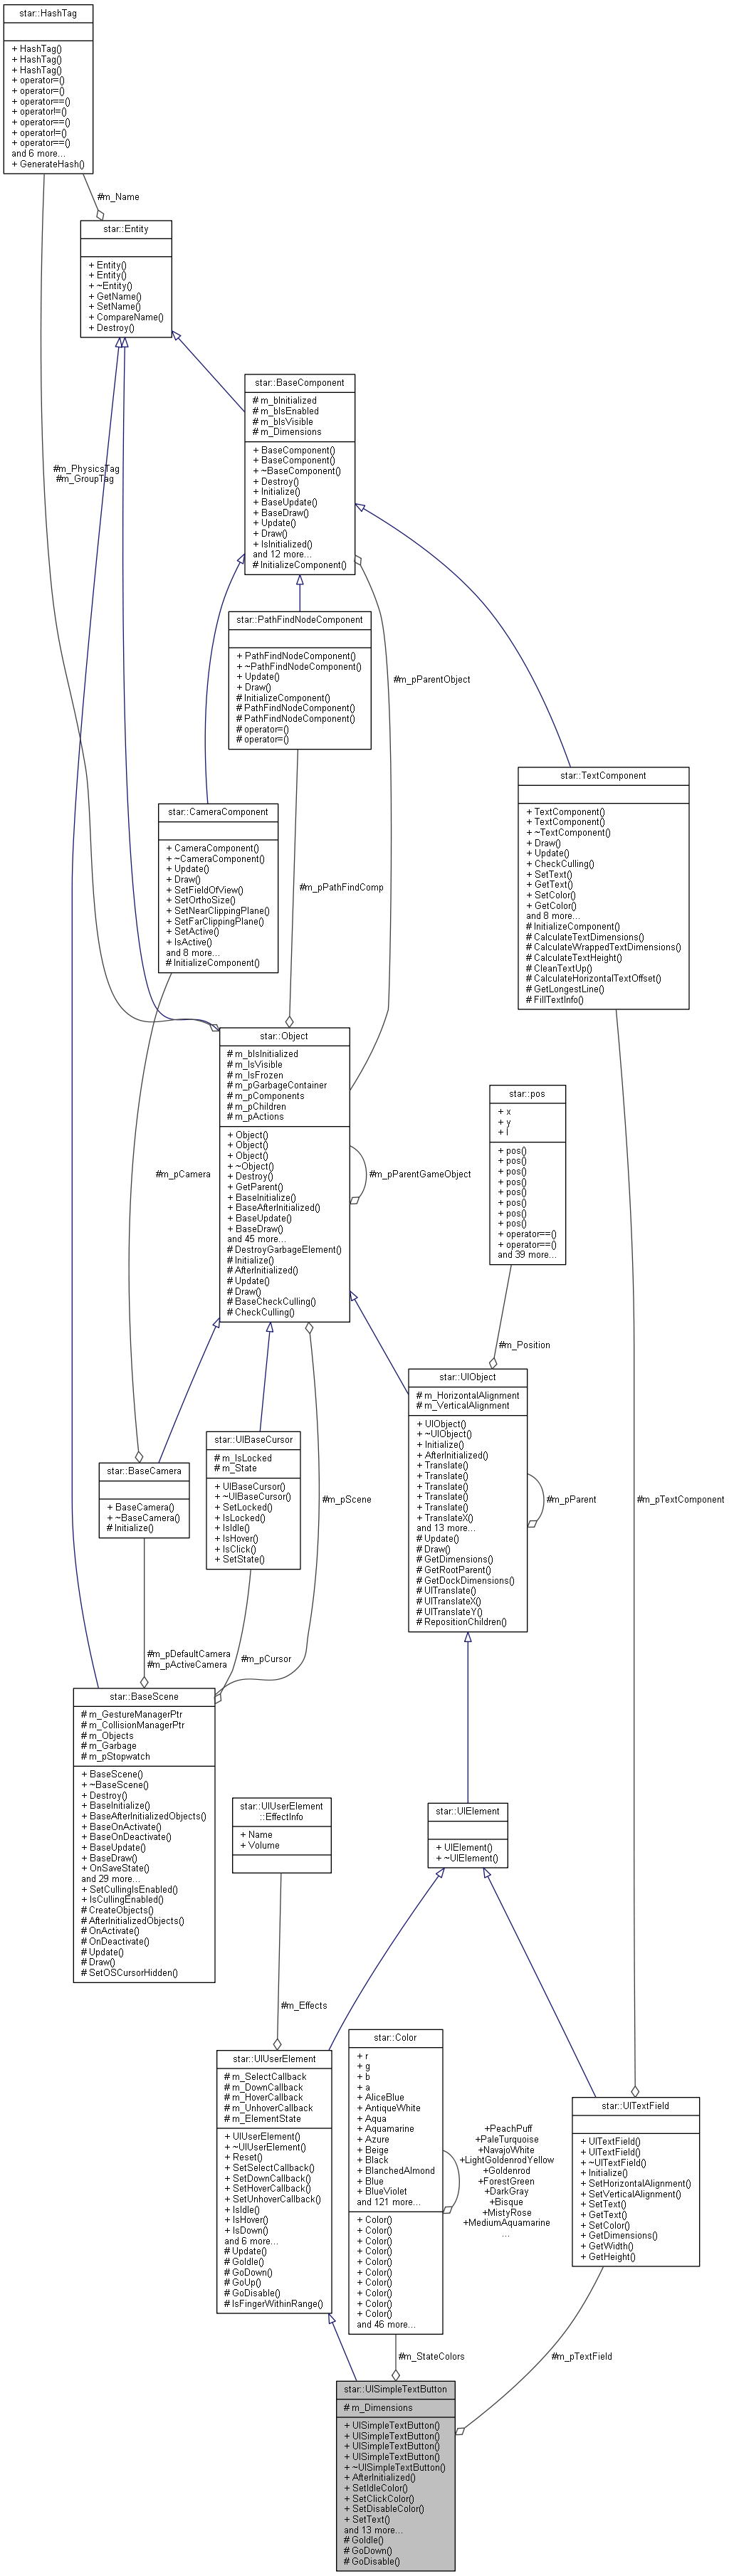 star::HashTag
+ HashTag()
+ HashTag()
+ HashTag()
+ operator=()
+ operator=()
+ operator==()
+ operator!=()
+ operator==()
+ operator!=()
+ operator==()
and 6 more...
+ GenerateHash()
#m_Name
star::Entity
+ Entity()
+ Entity()
+ ~Entity()
+ GetName()
+ SetName()
+ CompareName()
+ Destroy()
star::BaseComponent
# m_bInitialized
# m_bIsEnabled
# m_bIsVisible
# m_Dimensions
+ BaseComponent()
+ BaseComponent()
+ ~BaseComponent()
+ Destroy()
+ Initialize()
+ BaseUpdate()
+ BaseDraw()
+ Update()
+ Draw()
+ IsInitialized()
and 12 more...
# InitializeComponent()
#m_PhysicsTag
#m_GroupTag
star::PathFindNodeComponent
+ PathFindNodeComponent()
+ ~PathFindNodeComponent()
+ Update()
+ Draw()
# InitializeComponent()
# PathFindNodeComponent()
# PathFindNodeComponent()
# operator=()
# operator=()
#m_pParentObject
star::TextComponent
+ TextComponent()
+ TextComponent()
+ ~TextComponent()
+ Draw()
+ Update()
+ CheckCulling()
+ SetText()
+ GetText()
+ SetColor()
+ GetColor()
and 8 more...
# InitializeComponent()
# CalculateTextDimensions()
# CalculateWrappedTextDimensions()
# CalculateTextHeight()
# CleanTextUp()
# CalculateHorizontalTextOffset()
# GetLongestLine()
# FillTextInfo()
star::CameraComponent
+ CameraComponent()
+ ~CameraComponent()
+ Update()
+ Draw()
+ SetFieldOfView()
+ SetOrthoSize()
+ SetNearClippingPlane()
+ SetFarClippingPlane()
+ SetActive()
+ IsActive()
and 8 more...
# InitializeComponent()
#m_pPathFindComp
star::Object
# m_bIsInitialized
# m_IsVisible
# m_IsFrozen
# m_pGarbageContainer
# m_pComponents
# m_pChildren
# m_pActions
+ Object()
+ Object()
+ Object()
+ ~Object()
+ Destroy()
+ GetParent()
+ BaseInitialize()
+ BaseAfterInitialized()
+ BaseUpdate()
+ BaseDraw()
and 45 more...
# DestroyGarbageElement()
# Initialize()
# AfterInitialized()
# Update()
# Draw()
# BaseCheckCulling()
# CheckCulling()
#m_pCamera
#m_pParentGameObject
star::pos
+ x
+ y
+ l
+ pos()
+ pos()
+ pos()
+ pos()
+ pos()
+ pos()
+ pos()
+ pos()
+ operator==()
+ operator==()
and 39 more...
#m_Position
star::UIObject
# m_HorizontalAlignment
# m_VerticalAlignment
+ UIObject()
+ ~UIObject()
+ Initialize()
+ AfterInitialized()
+ Translate()
+ Translate()
+ Translate()
+ Translate()
+ Translate()
+ TranslateX()
and 13 more...
# Update()
# Draw()
# GetDimensions()
# GetRootParent()
# GetDockDimensions()
# UITranslate()
# UITranslateX()
# UITranslateY()
# RepositionChildren()
#m_pParent
#m_pTextComponent
star::UIBaseCursor
# m_IsLocked
# m_State
+ UIBaseCursor()
+ ~UIBaseCursor()
+ SetLocked()
+ IsLocked()
+ IsIdle()
+ IsHover()
+ IsClick()
+ SetState()
star::BaseCamera
+ BaseCamera()
+ ~BaseCamera()
# Initialize()
#m_pScene
#m_pDefaultCamera
#m_pActiveCamera
#m_pCursor
star::BaseScene
# m_GestureManagerPtr
# m_CollisionManagerPtr
# m_Objects
# m_Garbage
# m_pStopwatch
+ BaseScene()
+ ~BaseScene()
+ Destroy()
+ BaseInitialize()
+ BaseAfterInitializedObjects()
+ BaseOnActivate()
+ BaseOnDeactivate()
+ BaseUpdate()
+ BaseDraw()
+ OnSaveState()
and 29 more...
+ SetCullingIsEnabled()
+ IsCullingEnabled()
# CreateObjects()
# AfterInitializedObjects()
# OnActivate()
# OnDeactivate()
# Update()
# Draw()
# SetOSCursorHidden()
star::UIUserElement
::EffectInfo
+ Name
+ Volume
star::UIElement
+ UIElement()
+ ~UIElement()
#m_Effects
star::UIUserElement
# m_SelectCallback
# m_DownCallback
# m_HoverCallback
# m_UnhoverCallback
# m_ElementState
+ UIUserElement()
+ ~UIUserElement()
+ Reset()
+ SetSelectCallback()
+ SetDownCallback()
+ SetHoverCallback()
+ SetUnhoverCallback()
+ IsIdle()
+ IsHover()
+ IsDown()
and 6 more...
# Update()
# GoIdle()
# GoDown()
# GoUp()
# GoDisable()
# IsFingerWithinRange()
star::Color
+ r
+ g
+ b
+ a
+ AliceBlue
+ AntiqueWhite
+ Aqua
+ Aquamarine
+ Azure
+ Beige
+ Black
+ BlanchedAlmond
+ Blue
+ BlueViolet
and 121 more...
+ Color()
+ Color()
+ Color()
+ Color()
+ Color()
+ Color()
+ Color()
+ Color()
+ Color()
+ Color()
and 46 more...
+PeachPuff
+PaleTurquoise
+NavajoWhite
+LightGoldenrodYellow
+Goldenrod
+ForestGreen
+DarkGray
+Bisque
+MistyRose
+MediumAquamarine
...
star::UITextField
+ UITextField()
+ UITextField()
+ ~UITextField()
+ Initialize()
+ SetHorizontalAlignment()
+ SetVerticalAlignment()
+ SetText()
+ GetText()
+ SetColor()
+ GetDimensions()
+ GetWidth()
+ GetHeight()
#m_StateColors
#m_pTextField
star::UISimpleTextButton
# m_Dimensions
+ UISimpleTextButton()
+ UISimpleTextButton()
+ UISimpleTextButton()
+ UISimpleTextButton()
+ ~UISimpleTextButton()
+ AfterInitialized()
+ SetIdleColor()
+ SetClickColor()
+ SetDisableColor()
+ SetText()
and 13 more...
# GoIdle()
# GoDown()
# GoDisable()